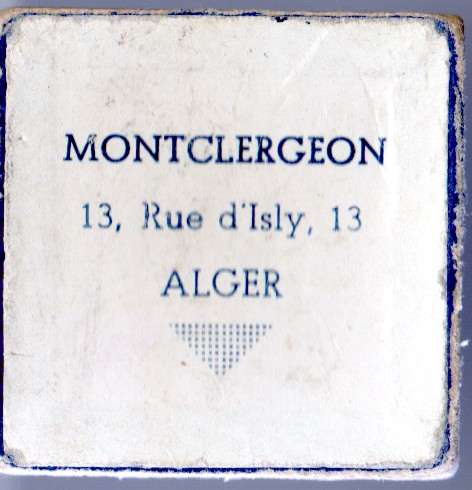 MONTCLERGEON
13, Rue d'Isly, 13
ALGER